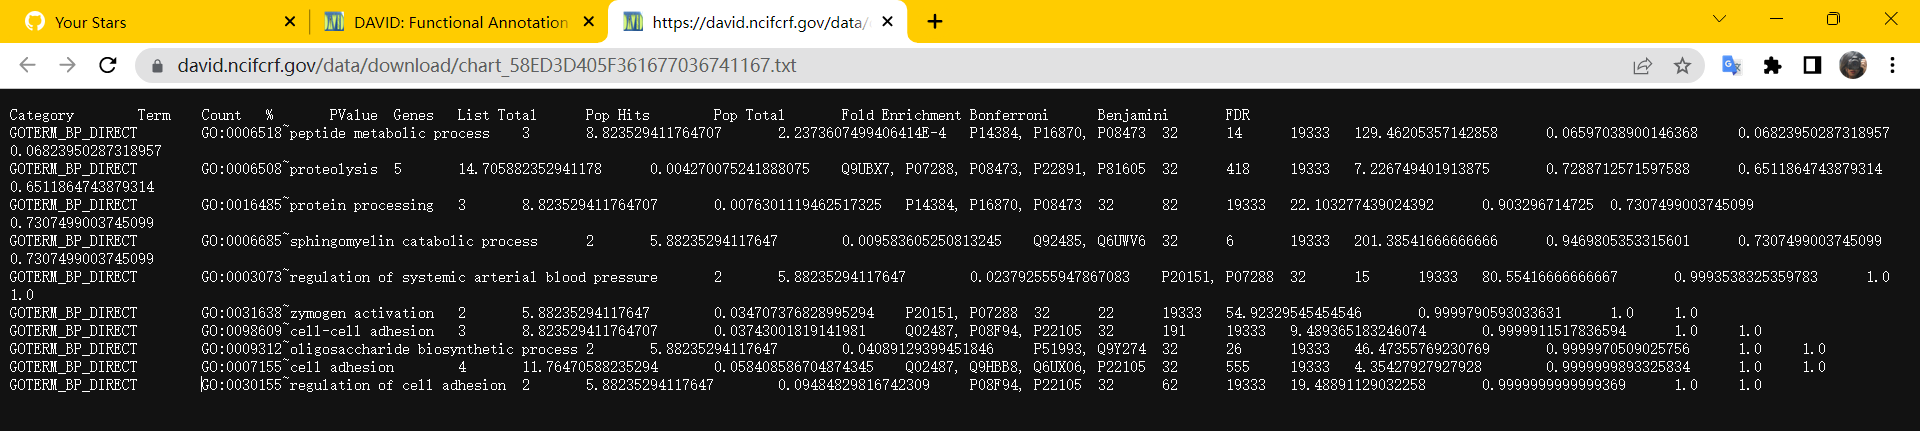 Your Stars
DAVID: Functional Annotation
https://david.ncifcrf.gov/data/
david.ncifcrf.gov/data/download/chart_58ED3D405F361677036741167.txt
Category Term Count % PValue Genes List Total Pop Hits Pop Total Fold Enrichment Bonferroni Benjamini FDR
GOTERM_BP_DIRECT GO:0006518~peptide metabolic process 3 8.823529411764707 2.2373607499406414E-4 P14384, P16870, P08473 32 14 19333 129.46205357142858 0.06597038900146368 0.06823950287318957
0.06823950287318957
GOTERM_BP_DIRECT GO:0006508~proteolysis 5 14.705882352941178 0.004270075241888075 Q9UBX7, P07288, P08473, P22891, P81605 32 418 19333 7.226749401913875 0.7288712571597588 0.6511864743879314
0.6511864743879314
GOTERM_BP_DIRECT GO:0016485~protein processing 3 8.823529411764707 0.0076301119462517325 P14384, P16870, P08473 32 82 19333 22.103277439024392 0.903296714725 0.7307499003745099
0.7307499003745099
GOTERM_BP_DIRECT GO:0006685~sphingomyelin catabolic process 2 5.88235294117647 0.009583605250813245 Q92485, Q6UWV6 32 6 19333 201.38541666666666 0.9469805353315601 0.7307499003745099
0.7307499003745099
GOTERM_BP_DIRECT GO:0003073~regulation of systemic arterial blood pressure 2 5.88235294117647 0.023792555947867083 P20151, P07288 32 15 19333 80.55416666666667 0.9993538325359783 1.0
1.0
GOTERM_BP_DIRECT GO:0031638~zymogen activation 2 5.88235294117647 0.034707376828995294 P20151, P07288 32 22 19333 54.92329545454546 0.9999790593033631 1.0 1.0
GOTERM_BP_DIRECT GO:0098609~cell-cell adhesion 3 8.823529411764707 0.03743001819141981 Q02487, P08F94, P22105 32 191 19333 9.489365183246074 0.9999911517836594 1.0 1.0
GOTERM_BP_DIRECT GO:0009312~oligosaccharide biosynthetic process 2 5.88235294117647 0.0408912939945​1846 P51993, Q9Y274 32 26 19333 46.47355769230769 0.9999970509025756 1.0 1.0
GOTERM_BP_DIRECT GO:0007155~cell adhesion 4 11.76470588235294 0.058408586704874345 Q02487, Q9HBB8, Q6UX06, P22105 32 555 19333 4.35427927927928 0.9999999893325834 1.0 1.0
GOTERM_BP_DIRECT GO:0030155~regulation of cell adhesion 2 5.88235294117647 0.09484829816742309 P08F94, P22105 32 62 19333 19.48891129032258 0.9999999999999369 1.0 1.0